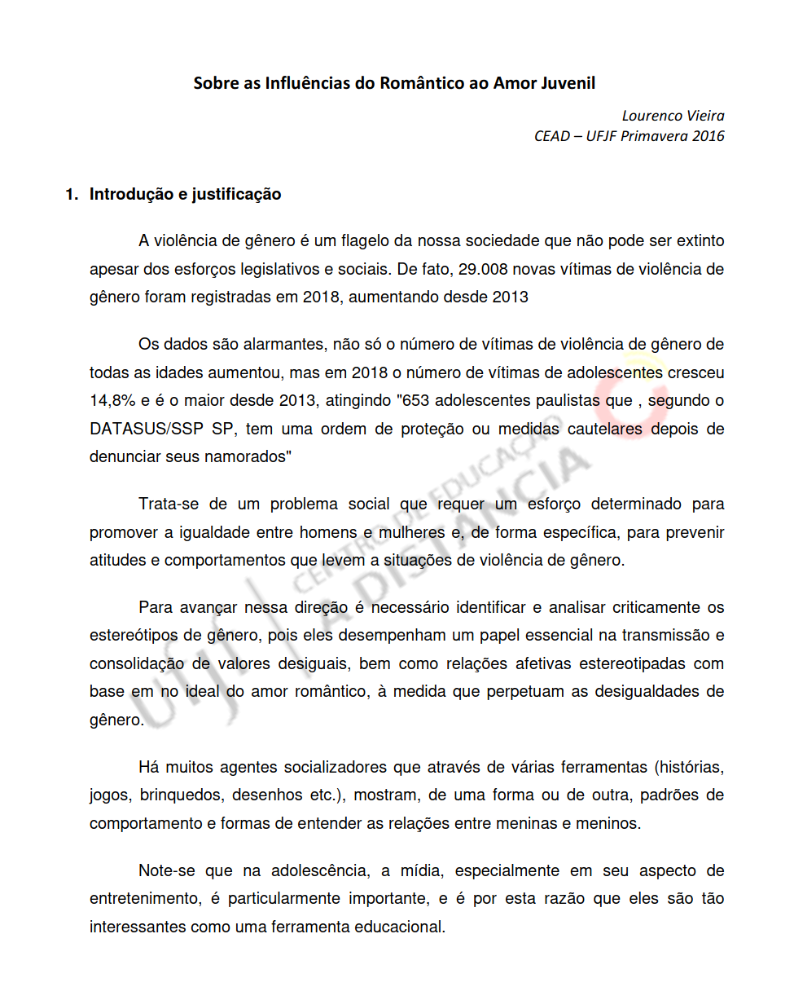 Sobre as Influências do Romântico ao Amor Juvenil
Lourenco Vieira
CEAD – UFJF Primavera 2016
1. Introdução e justificação
A violência de gênero é um flagelo da nossa sociedade que não pode ser extinto
apesar dos esforços legislativos e sociais. De fato, 29.008 novas vítimas de violência de
gênero foram registradas em 2018, aumentando desde 2013
Os dados são alarmantes, não só o número de vítimas de violência de gênero de
todas as idades aumentou, mas em 2018 o número de vítimas de adolescentes cresceu
14,8% e é o maior desde 2013, atingindo "653 adolescentes paulistas que , segundo o
DATASUS/SSP SP, tem uma ordem de proteção ou medidas cautelares depois de
denunciar seus namorados"
Trata-se de um problema social que requer um esforço determinado para
promover a igualdade entre homens e mulheres e, de forma específica, para prevenir
atitudes e comportamentos que levem a situações de violência de gênero.
Para avançar nessa direção é necessário identificar e analisar criticamente os
estereótipos de gênero, pois eles desempenham um papel essencial na transmissão e
consolidação de valores desiguais, bem como relações afetivas estereotipadas com
base em no ideal do amor romântico, à medida que perpetuam as desigualdades de
gênero.
Há muitos agentes socializadores que através de várias ferramentas (histórias,
jogos, brinquedos, desenhos etc.), mostram, de uma forma ou de outra, padrões de
comportamento e formas de entender as relações entre meninas e meninos.
Note-se que na adolescência, a mídia, especialmente em seu aspecto de
entretenimento, é particularmente importante, e é por esta razão que eles são tão
interessantes como uma ferramenta educacional.
ufjf
CENTRO DE EDUCAÇÃO
A DISTÂNCIA